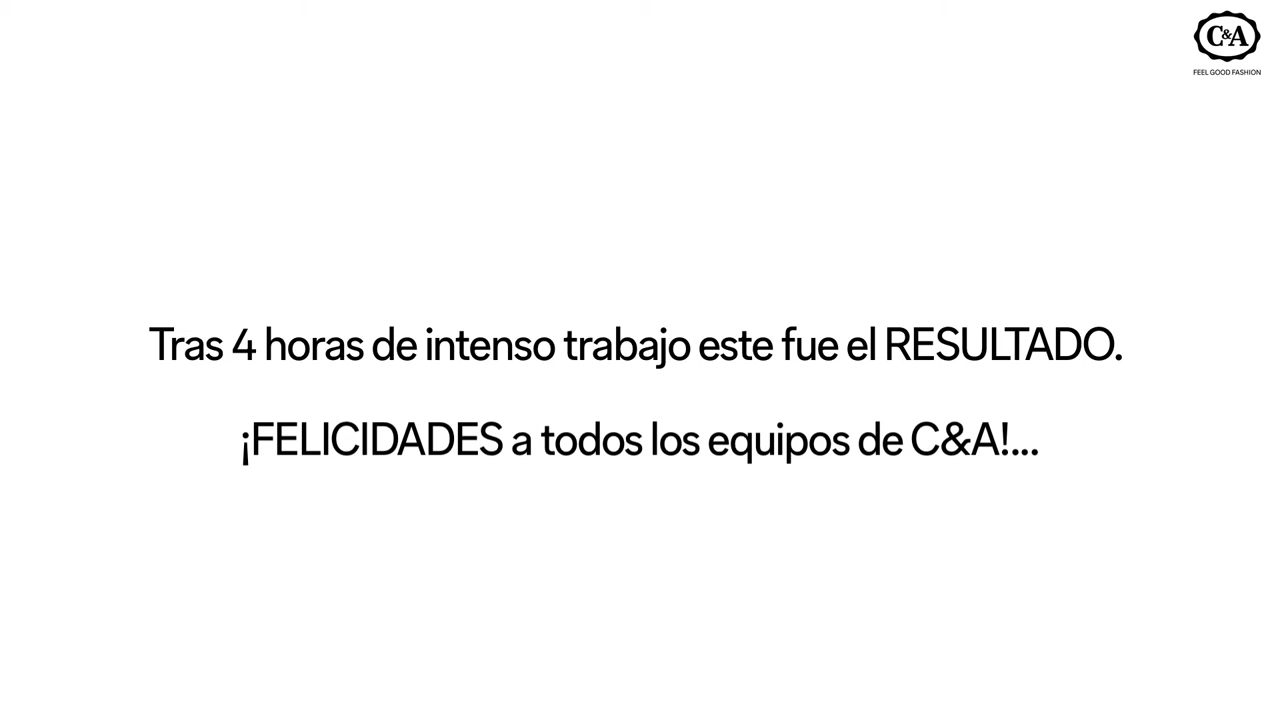 C&A
FEEL GOOD FASHION
Tras 4 horas de intenso trabajo este fue el RESULTADO.
¡FELICIDADES a todos los equipos de C&A!...